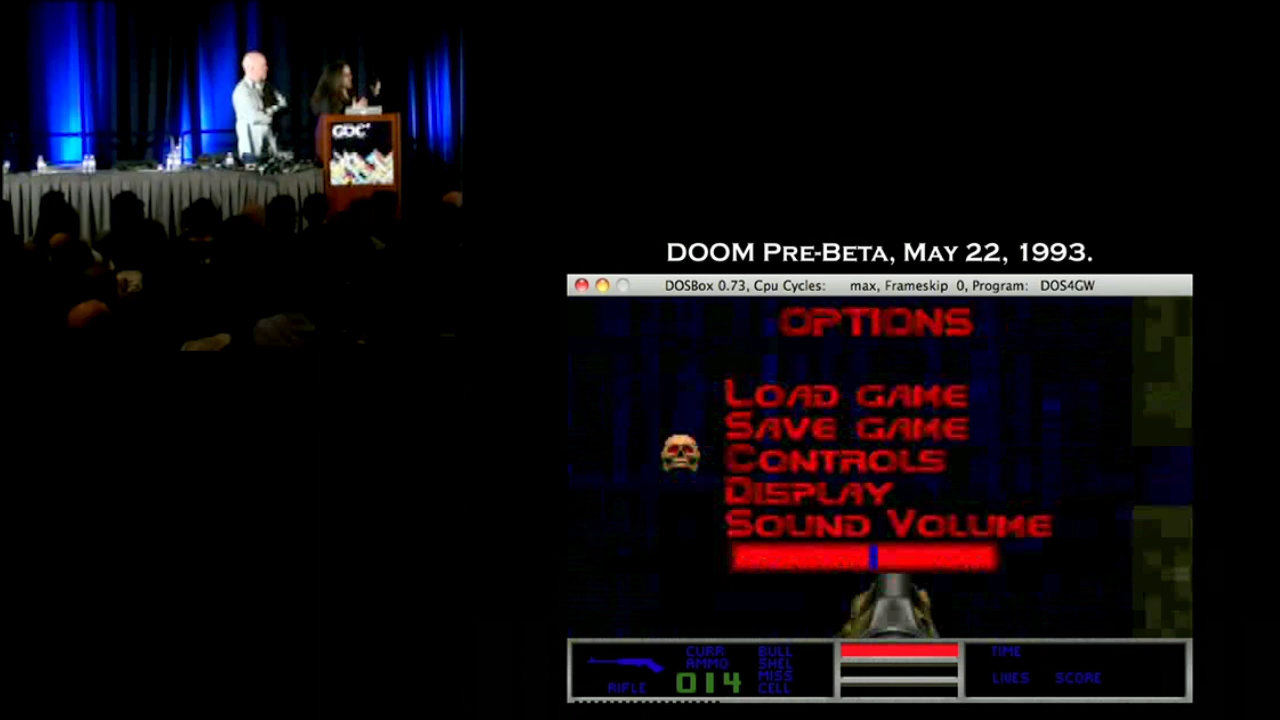 GDC
DOOM Pre-Beta, May 22, 1993.
DOSBox 0.73, Cpu Cycles: max, Frameskip 0, Program: DOS4GW
OPTIONS
LOAD GAME
SAVE GAME
CONTROLS
DISPLAY
SOUND VOLUME
CURR
AMMO
014
RIFLE
BULL
SHEL
MISS
CELL
TIME
LIVES SCORE